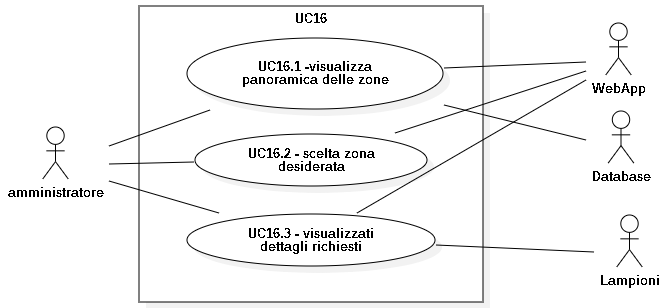 UC16
UC16.1 -visualizza
panoramica delle zone
UC16.2 - scelta zona
desiderata
UC16.3 - visualizzati
dettagli richiesti
amministratore
WebApp
Database
Lampioni